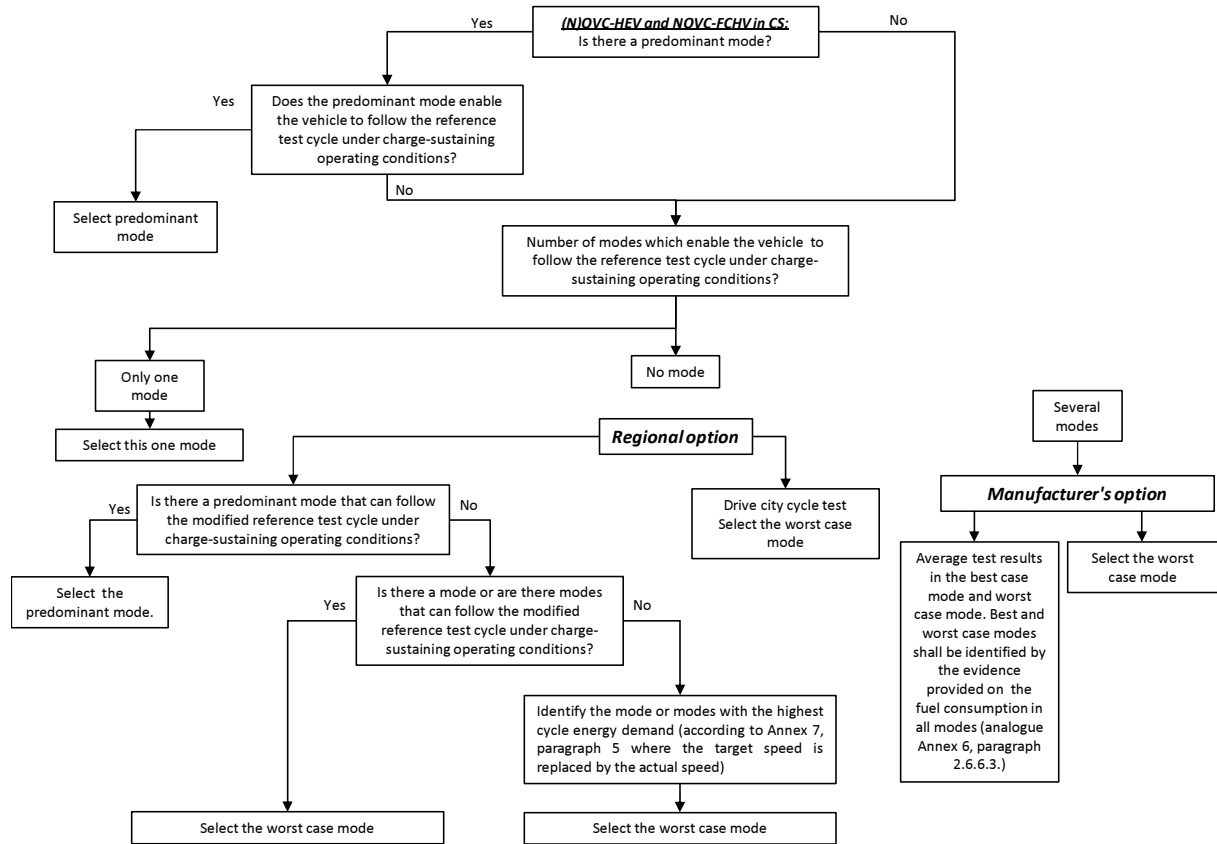 (N)OVC-HEV and NOVC-FCHV in CS:
Is there a predominant mode?
Yes
No
Does the predominant mode enable
the vehicle to follow the reference
test cycle under charge-sustaining
operating conditions?
Yes
No
Select predominant
mode
Number of modes which enable the vehicle to
follow the reference test cycle under charge-
sustaining operating conditions?
Only one
mode
No mode
Several
modes
Select this one mode
Regional option
Manufacturer's option
Is there a predominant mode that can follow
the modified reference test cycle under
charge-sustaining operating conditions?
Yes
No
Drive city cycle test
Select the worst case
mode
Average test results
in the best case
mode and worst
case mode. Best and
worst case modes
shall be identified by
the evidence
provided on the
fuel consumption in
all modes (analogue
Annex 6, paragraph
2.6.6.3.)
Select the worst
case mode
Select the
predominant mode.
Is there a mode or are there modes
that can follow the modified
reference test cycle under charge-
sustaining operating conditions?
Yes
No
Identify the mode or modes with the highest
cycle energy demand (according to Annex 7,
paragraph 5 where the target speed is
replaced by the actual speed)
Select the worst case mode
Select the worst case mode